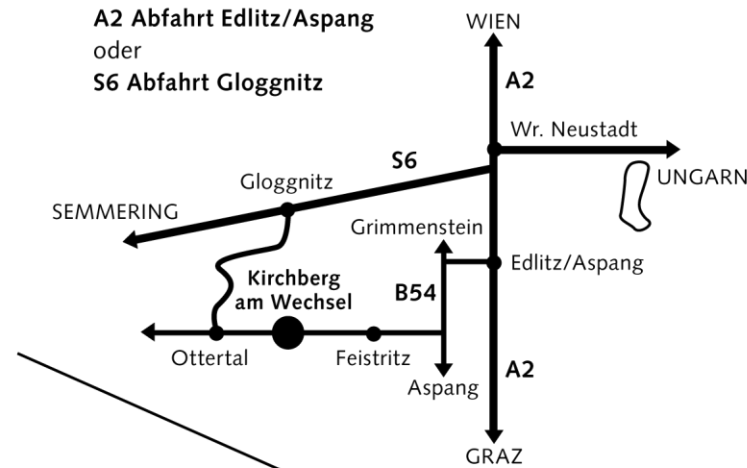 A2 Abfahrt Edlitz/Aspang
oder
S6 Abfahrt Gloggnitz
WIEN
A2
Wr. Neustadt
S6
UNGARN
Gloggnitz
SEMMERING
Grimmenstein
Edlitz/Aspang
Kirchberg
am Wechsel
B54
Ottertal
Feistritz
A2
Aspang
GRAZ